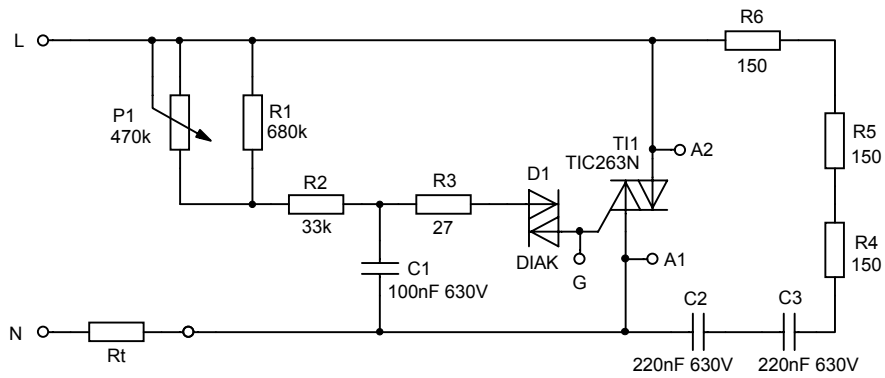 R6
L
150
P1
470k
R1
680k
R5
150
TI1
TIC263N
A2
D1
R2
33k
R3
27
R4
150
DIAK
G
A1
C1
100nF 630V
C2
C3
N
Rt
220nF 630V
220nF 630V